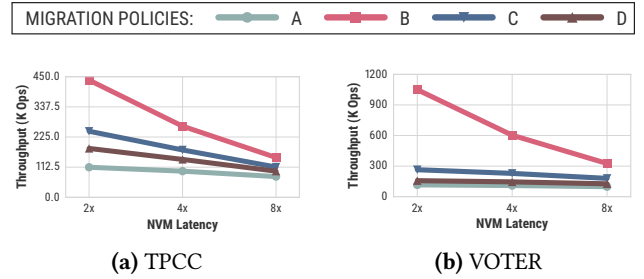 MIGRATION POLICIES: A B C D
Throughput (K Ops)
450.0
337.5
225.0
112.5
0.0
2x 4x 8x
NVM Latency
(a) TPCC
Throughput (K Ops)
1200
900
600
300
0
2x 4x 8x
NVM Latency
(b) VOTER